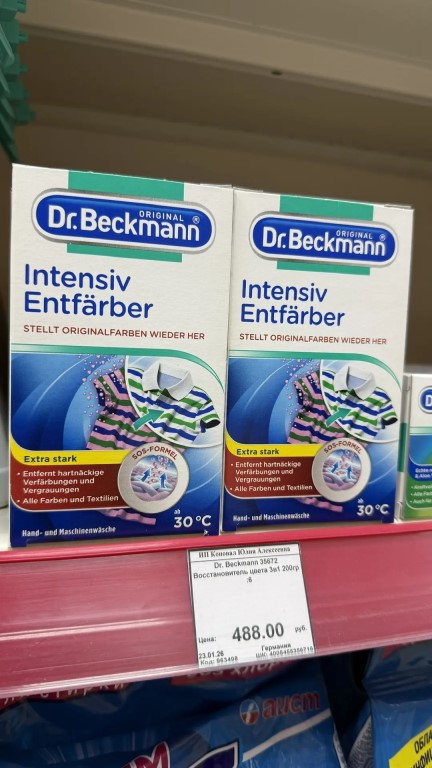 ORIGINAL
Dr.Beckmann®
Intensiv
Entfärber
STELLT ORIGINALFARBEN WIEDER HER
Extra stark
• Entfernt hartnäckige
Verfärbungen und
Vergrauungen
• Alle Farben und Textilien
SOS-FORMEL
Hand- und Maschinenwäsche
ab
30 °C
ORIGINAL
Dr.Beckmann®
Intensiv
Entfärber
STELLT ORIGINALFARBEN WIEDER HER
Extra stark
• Entfernt hartnäckige
Verfärbungen und
Vergrauungen
• Alle Farben und Textilien
SOS-FORMEL
Hand- und Maschinenwäsche
ab
30 °C
ИП Коновал Юлия Алексеевна
Dr. Beckmann 35672
Восстановитель цвета 3в1 200гр
/6
Цена: 488.00 руб.
23.01.26 Германия
аист